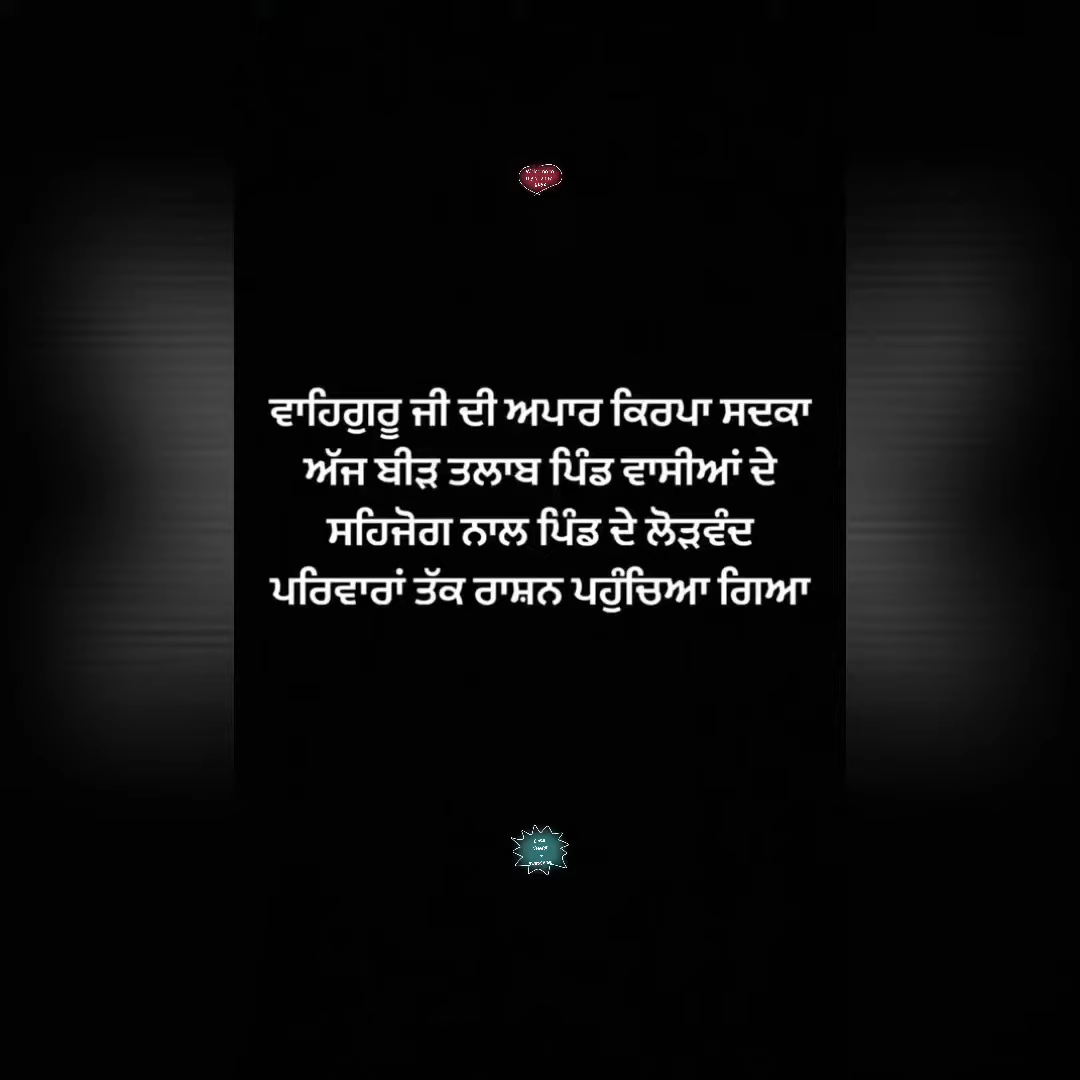 ਵਾਹਿਗੁਰੂ ਜੀ ਦੀ ਅਪਾਰ ਕਿਰਪਾ ਸਦਕਾ
ਅੱਜ ਬੀੜ ਤਲਾਬ ਪਿੰਡ ਵਾਸੀਆਂ ਦੇ
ਸਹਿਜੋਗ ਨਾਲ ਪਿੰਡ ਦੇ ਲੋੜਵੰਦ
ਪਰਿਵਾਰਾਂ ਤੱਕ ਰਾਸ਼ਨ ਪਹੁੰਚਿਆ ਗਿਆ